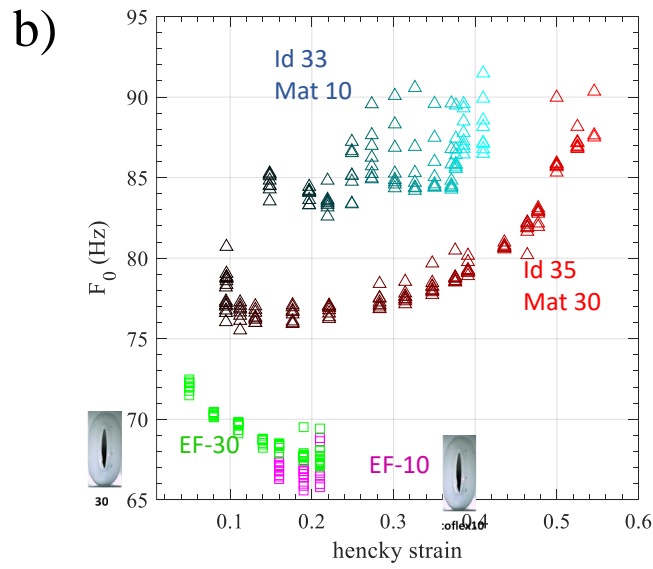 b)
95
90
85
80
75
70
65
F0 (Hz)
Id 33
Mat 10
Id 35
Mat 30
EF-30
EF-10
30
:oflex10
0.1
0.2
0.3
0.4
0.5
0.6
hencky strain